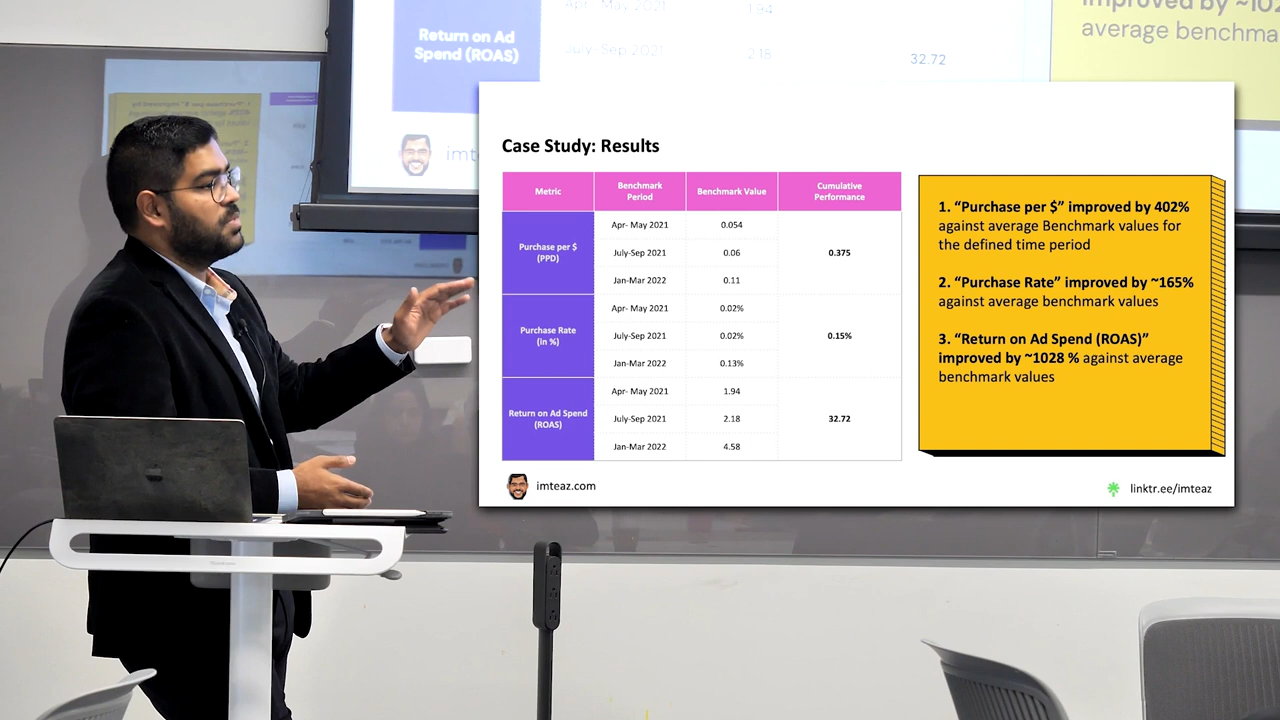 Apr- May 2021
1.94
improved by ~102
average benchma
Return on Ad
Spend (ROAS)
July-Sep 2021
2.18
32.72
imte
Case Study: Results
Metric
Benchmark
Period
Benchmark Value
Cumulative
Performance
Purchase per $
(PPD)
Apr- May 2021
0.054
July-Sep 2021
0.06
0.375
Jan-Mar 2022
0.11
Purchase Rate
(in %)
Apr- May 2021
0.02%
July-Sep 2021
0.02%
0.15%
Jan-Mar 2022
0.13%
Return on Ad Spend
(ROAS)
Apr- May 2021
1.94
July-Sep 2021
2.18
32.72
Jan-Mar 2022
4.58
1. “Purchase per $” improved by 402%
against average Benchmark values for
the defined time period
2. “Purchase Rate” improved by ~165%
against average benchmark values
3. “Return on Ad Spend (ROAS)”
improved by ~1028 % against average
benchmark values
imteaz.com
linktr.ee/imteaz